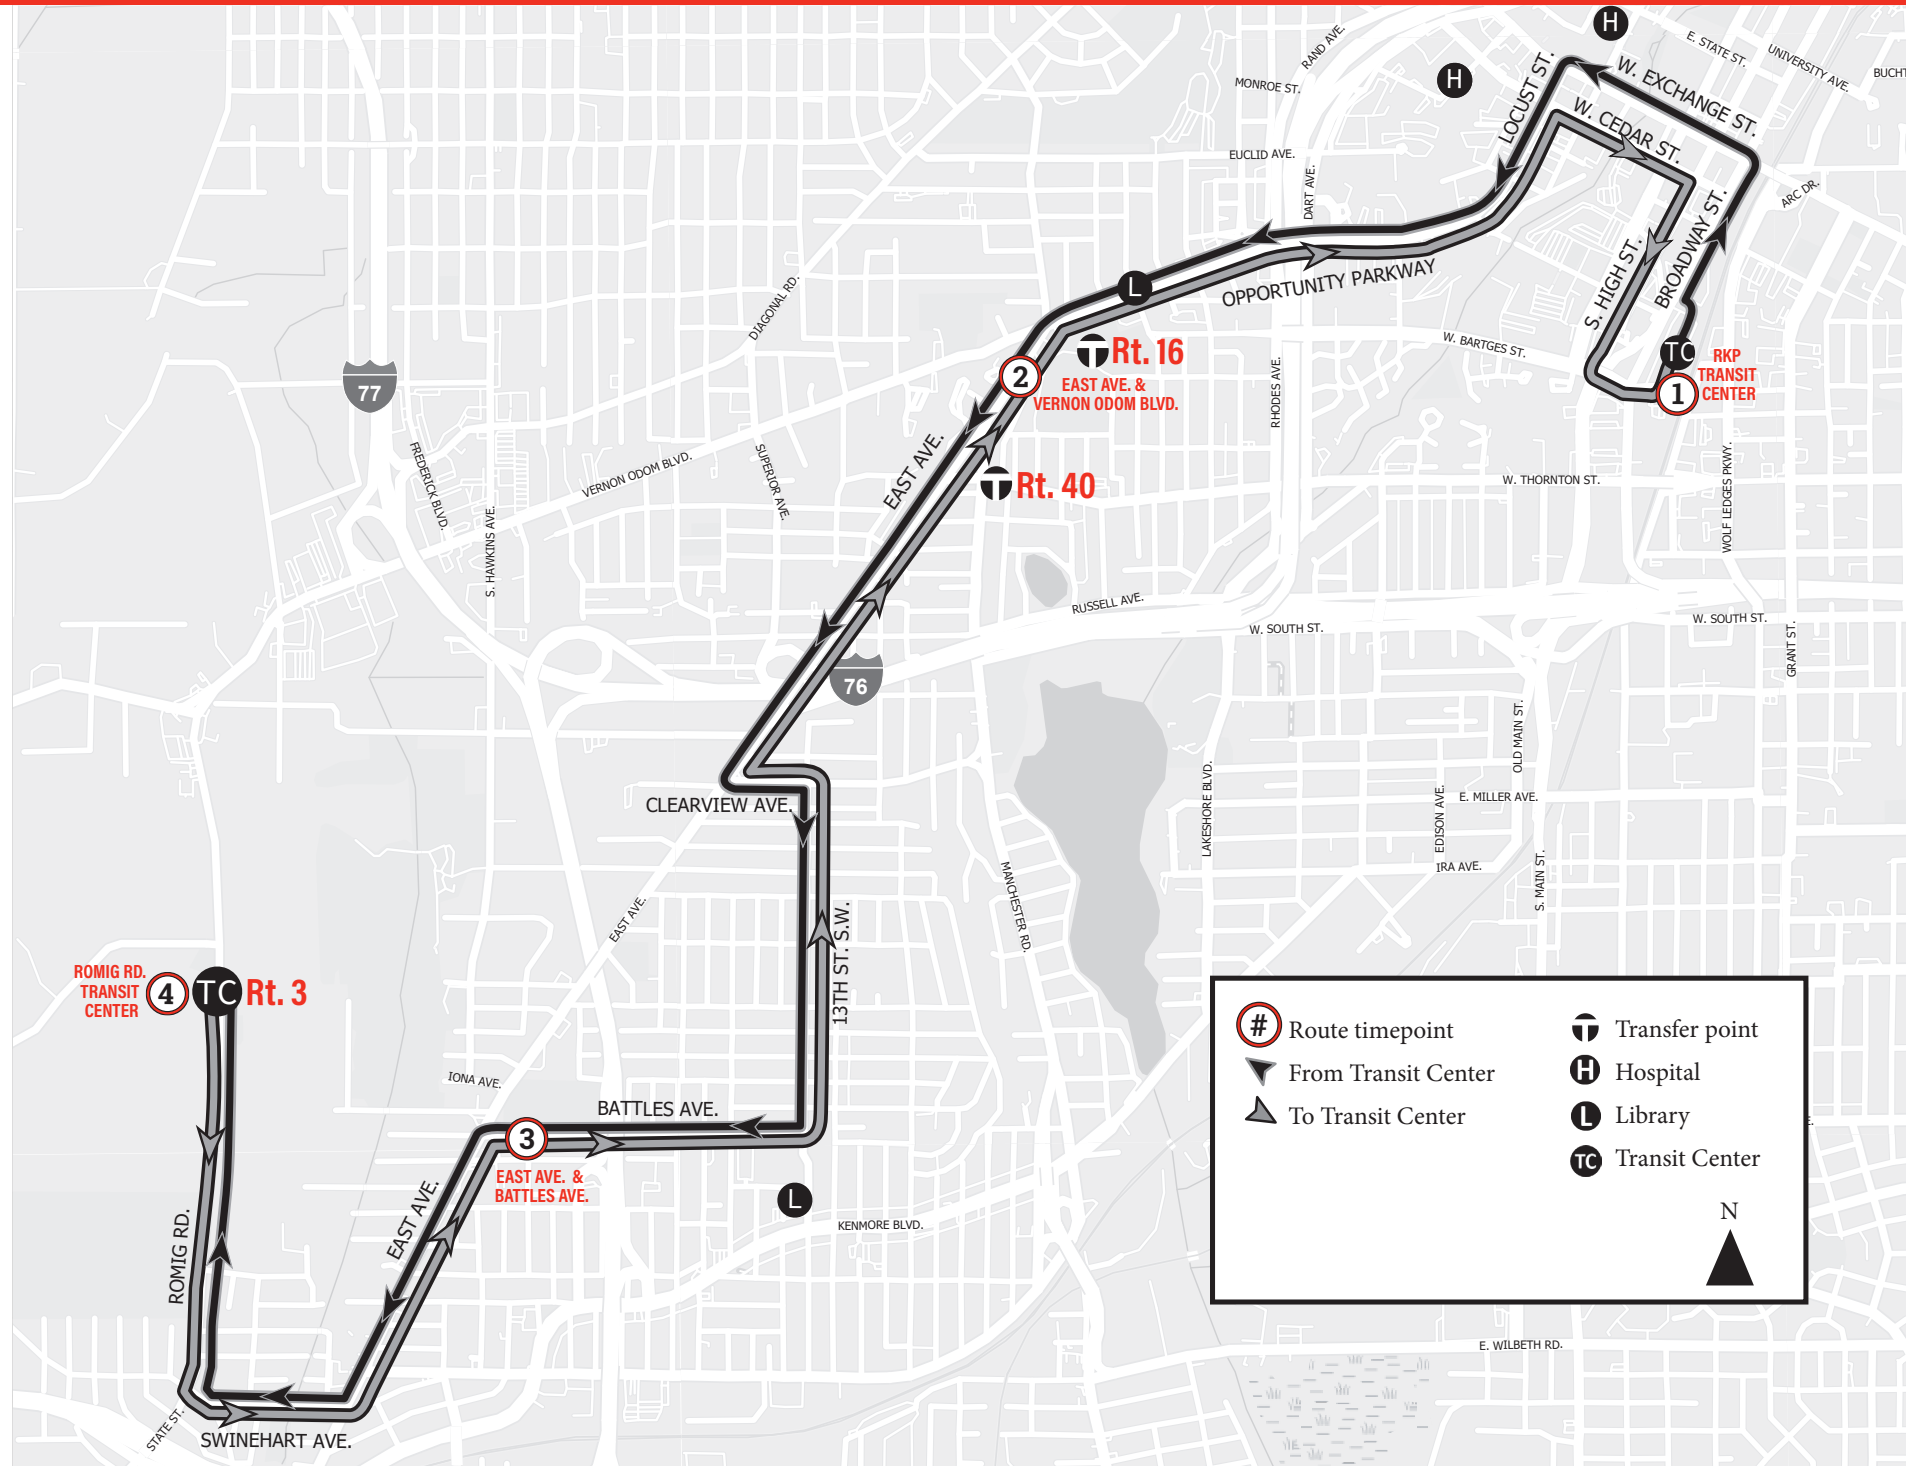 H
H
RAND AVE.
E. STATE ST.
UNIVERSITY AVE.
BUCHT
MONROE ST.
LOCUST ST.
W. EXCHANGE ST.
W. CEDAR ST.
EUCLID AVE.
DART AVE.
ARC DR.
S. HIGH ST.
BROADWAY ST.
OPPORTUNITY PARKWAY
L
DIAGONAL RD.
T Rt. 16
W. BARTGES ST.
TC
RKP
TRANSIT
CENTER
1
2
EAST AVE. &
VERNON ODOM BLVD.
77
RHODES AVE.
EAST AVE.
FREDERICK BLVD.
VERNON ODOM BLVD.
SUPERIOR AVE.
T Rt. 40
W. THORNTON ST.
WOLF LEDGES PKWY.
S. HAWKINS AVE.
RUSSELL AVE.
W. SOUTH ST.
W. SOUTH ST.
GRANT ST.
76
OLD MAIN ST.
CLEARVIEW AVE.
LAKESHORE BLVD.
EDISON AVE.
E. MILLER AVE.
IRA AVE.
S. MAIN ST.
MANCHESTER RD.
EAST AVE.
13TH ST. S.W.
ROMIG RD.
TRANSIT
CENTER
4
TC
Rt. 3
IONA AVE.
BATTLES AVE.
3
EAST AVE. &
BATTLES AVE.
L
KENMORE BLVD.
EAST AVE.
ROMIG RD.
STATE ST.
SWINEHART AVE.
E. WILBETH RD.
E.
# Route timepoint
From Transit Center
To Transit Center
T Transfer point
H Hospital
L Library
TC Transit Center
N